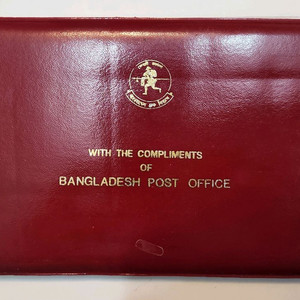 WITH THE COMPLIMENTS
OF
BANGLADESH POST OFFICE